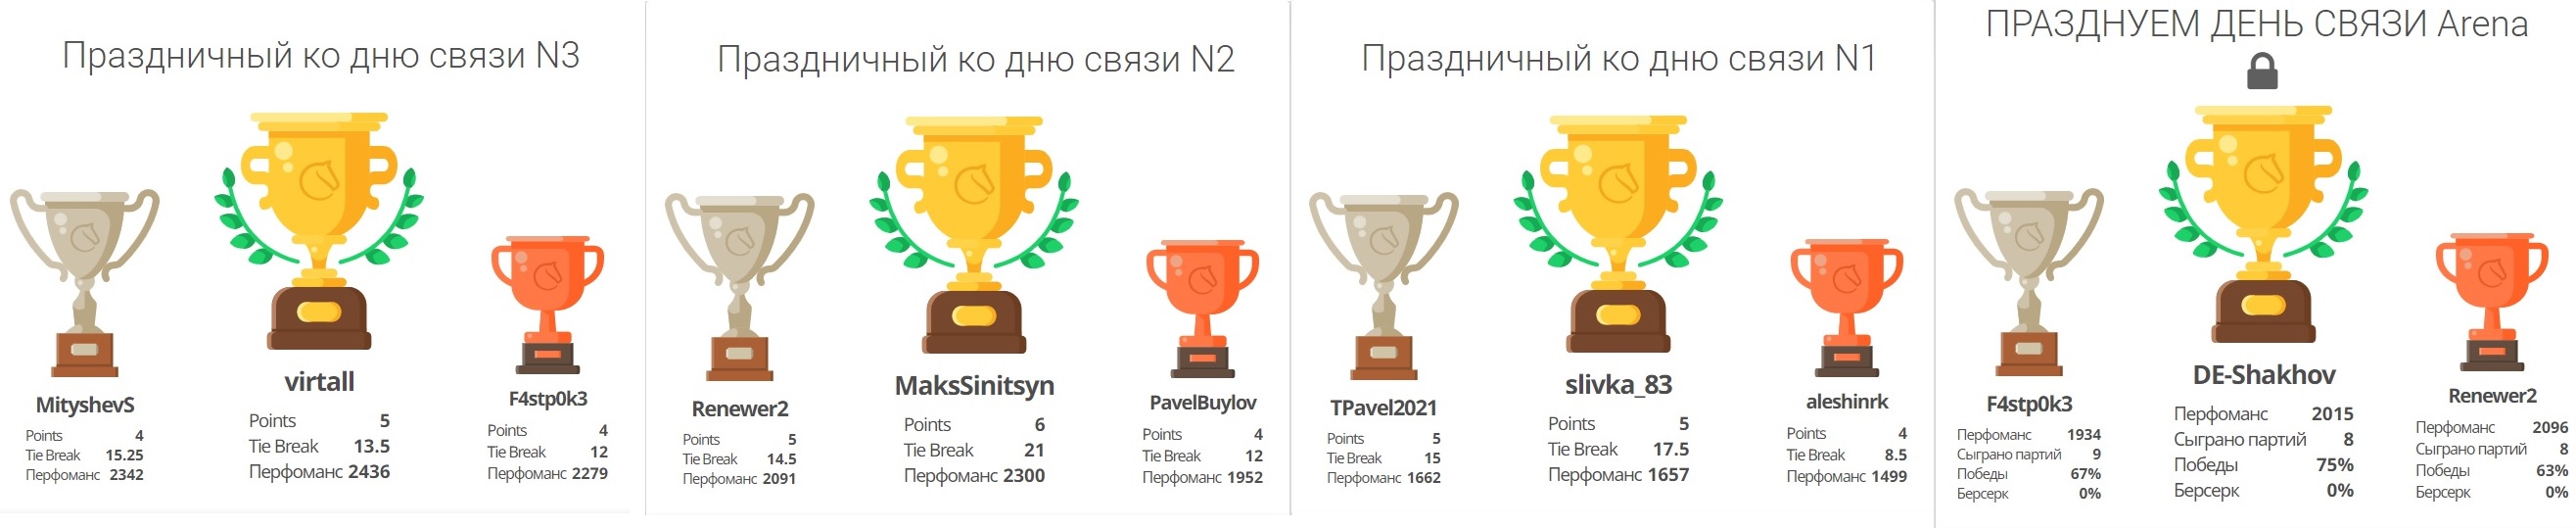 Праздничный ко дню связи N3
MityshevS
Points 4
Tie Break 15.25
Перфоманс 2342
virtall
Points 5
Tie Break 13.5
Перфоманс 2436
F4stp0k3
Points 4
Tie Break 12
Перфоманс 2279
Праздничный ко дню связи N2
Renewer2
Points 5
Tie Break 14.5
Перфоманс 2091
MaksSinitsyn
Points 6
Tie Break 21
Перфоманс 2300
PavelBuylov
Points 4
Tie Break 12
Перфоманс 1952
Праздничный ко дню связи N1
TPavel2021
Points 5
Tie Break 15
Перфоманс 1662
slivka_83
Points 5
Tie Break 17.5
Перфоманс 1657
aleshinrk
Points 4
Tie Break 8.5
Перфоманс 1499
ПРАЗДНУЕМ ДЕНЬ СВЯЗИ Arena
F4stp0k3
Перфоманс 1934
Сыграно партий 9
Победы 67%
Берсерк 0%
DE-Shakhov
Перфоманс 2015
Сыграно партий 8
Победы 75%
Берсерк 0%
Renewer2
Перфоманс 2096
Сыграно партий 8
Победы 63%
Берсерк 0%